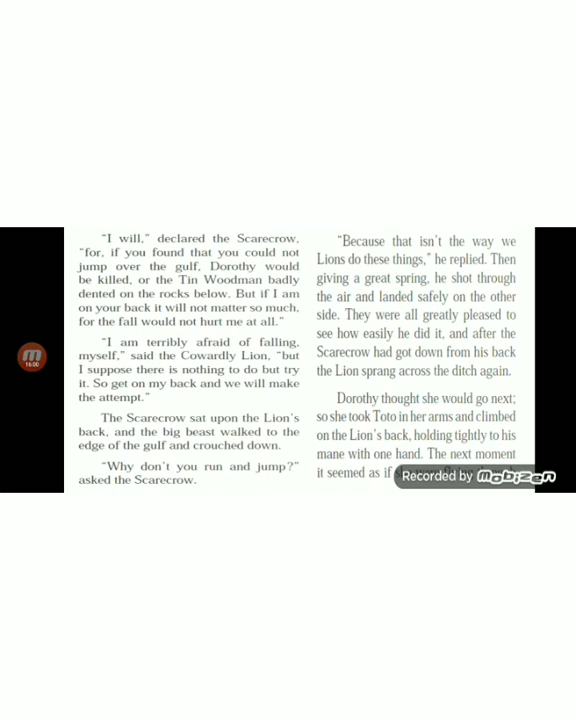 "I will," declared the Scarecrow,
"for, if you found that you could not
jump over the gulf, Dorothy would
be killed, or the Tin Woodman badly
dented on the rocks below. But if I am
on your back it will not matter so much,
for the fall would not hurt me at all."
"I am terribly afraid of falling,
myself," said the Cowardly Lion, "but
I suppose there is nothing to do but try
it. So get on my back and we will make
the attempt."
The Scarecrow sat upon the Lion's
back, and the big beast walked to the
edge of the gulf and crouched down.
"Why don't you run and jump?"
asked the Scarecrow.
"Because that isn't the way we
Lions do these things," he replied. Then
giving a great spring, he shot through
the air and landed safely on the other
side. They were all greatly pleased to
see how easily he did it, and after the
Scarecrow had got down from his back
the Lion sprang across the ditch again.
Dorothy thought she would go next;
so she took Toto in her arms and climbed
on the Lion's back, holding tightly to his
mane with one hand. The next moment
it seemed as if
Recorded by mobizen
16:00